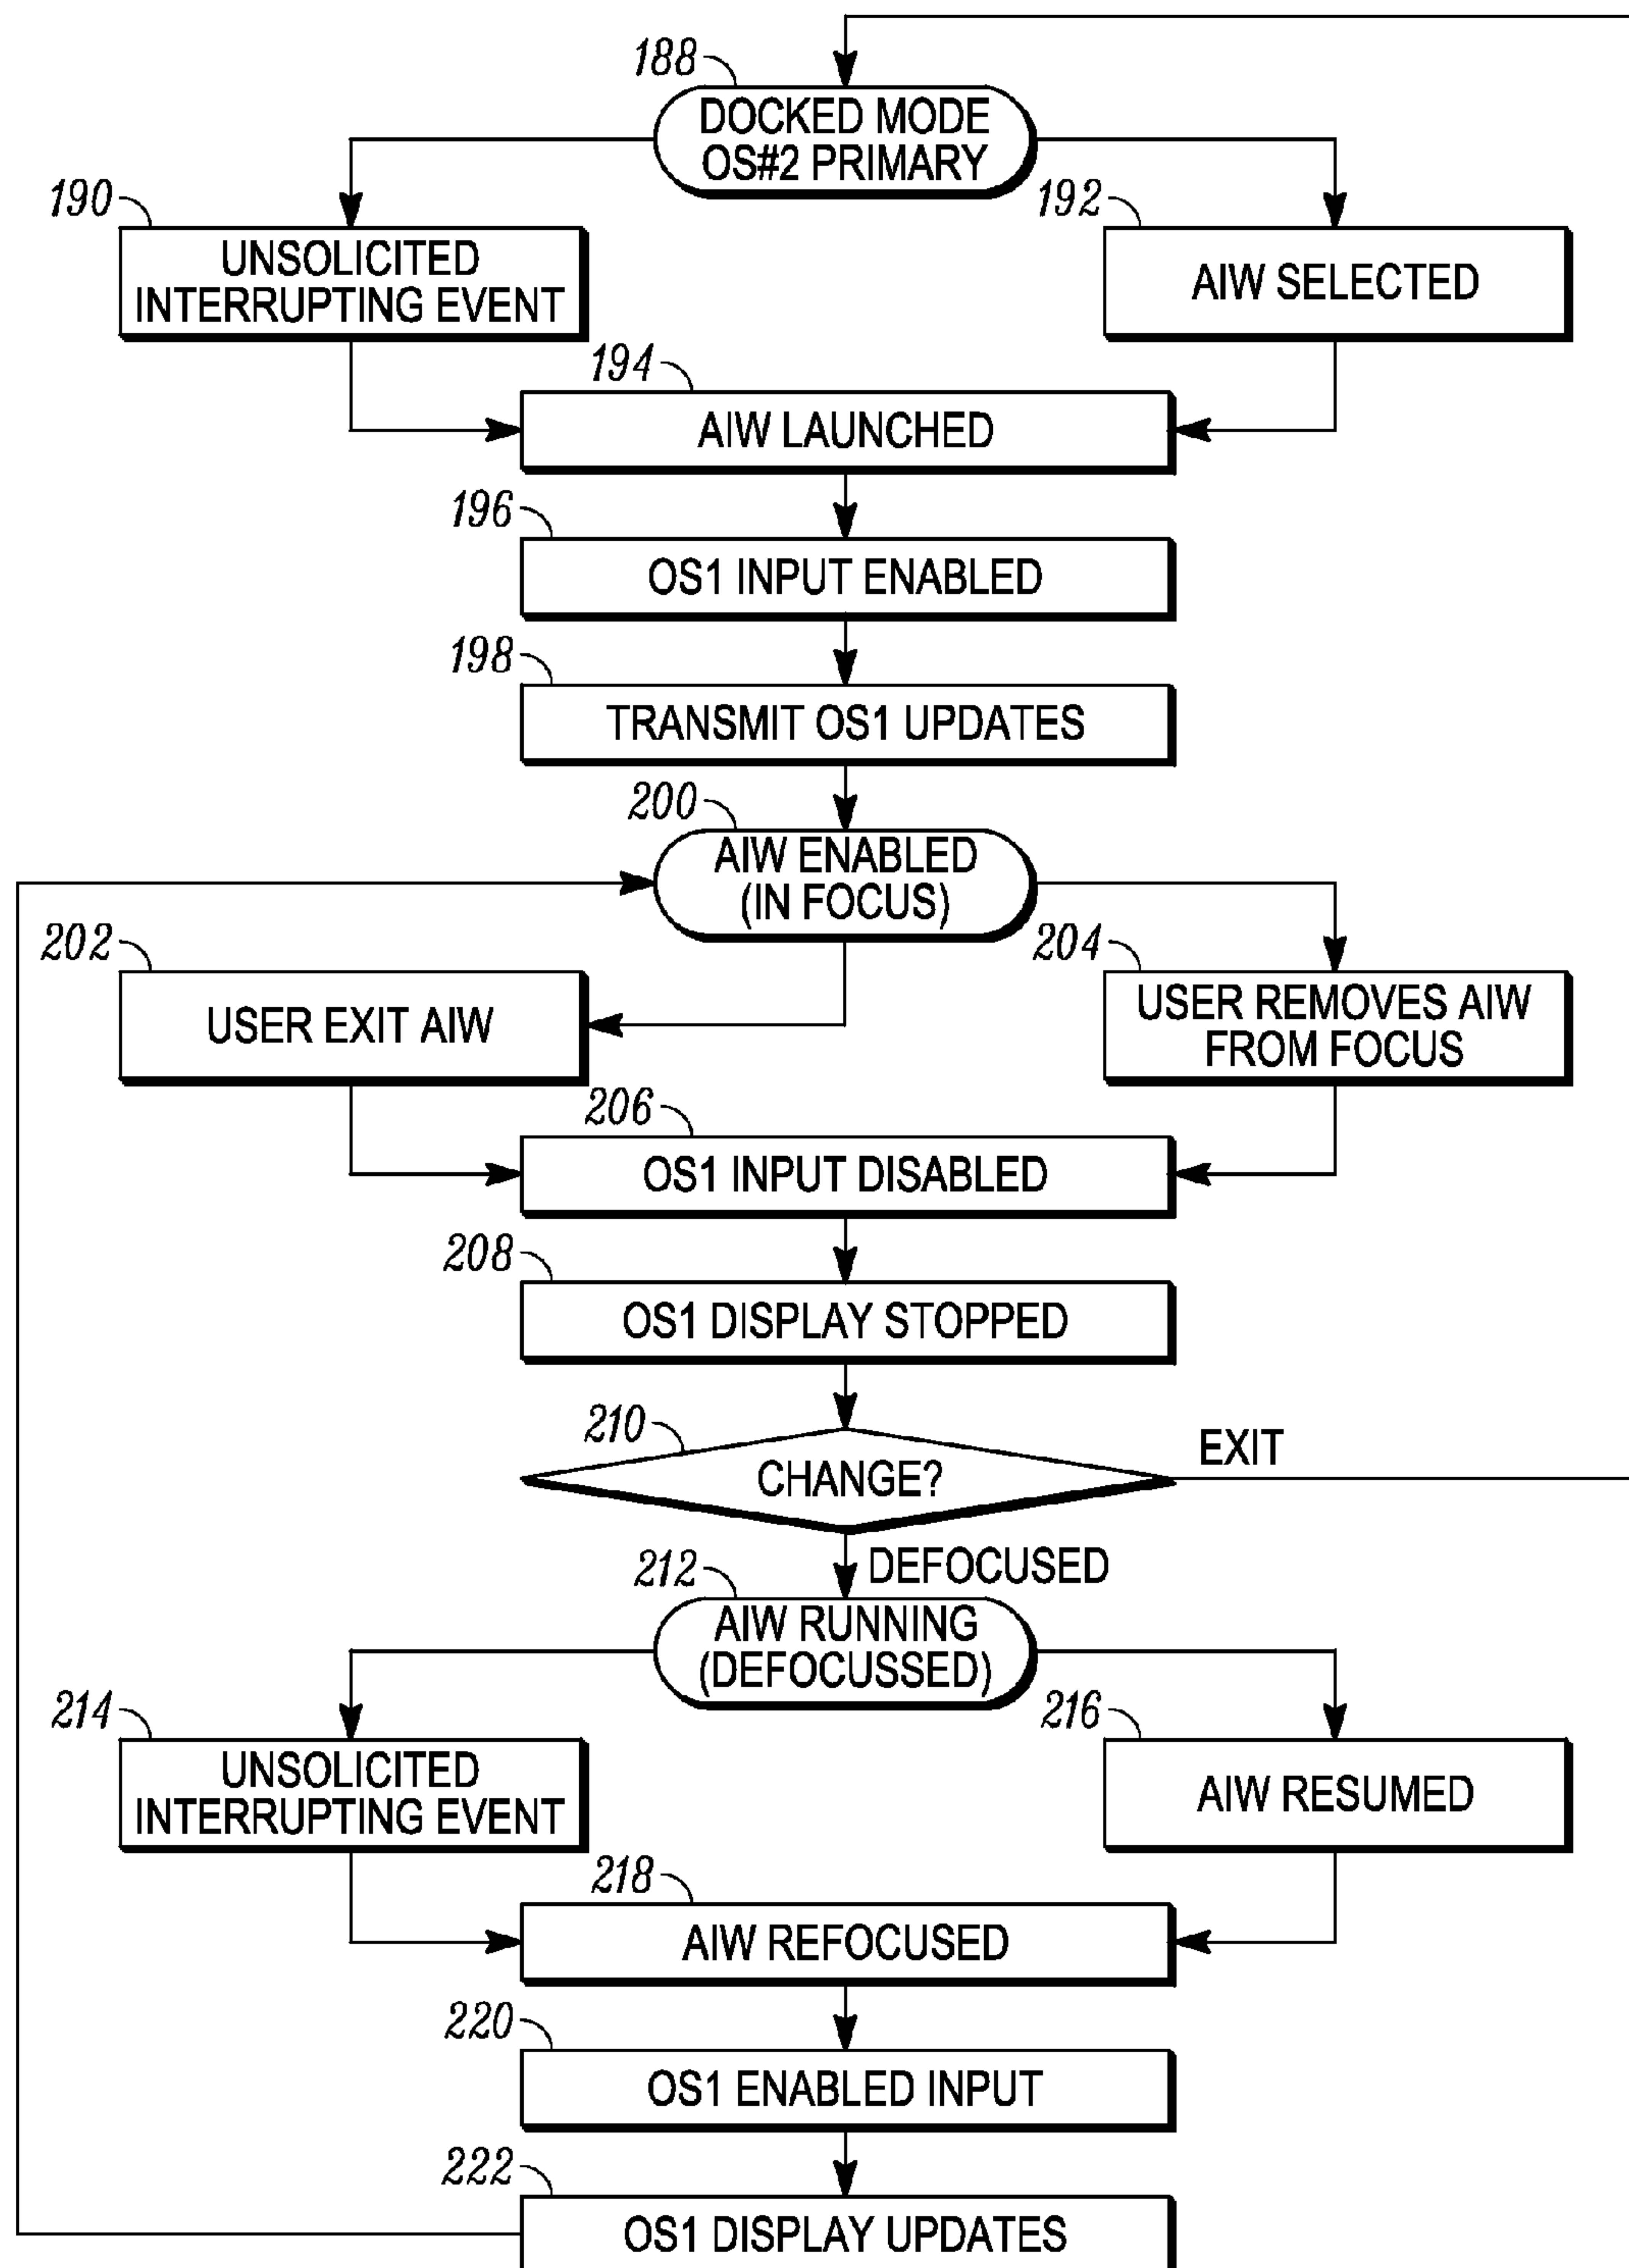 188
DOCKED MODE
OS#2 PRIMARY
190
UNSOLICITED
INTERRUPTING EVENT
192
AIW SELECTED
194
AIW LAUNCHED
196
OS1 INPUT ENABLED
198
TRANSMIT OS1 UPDATES
200
AIW ENABLED
(IN FOCUS)
202
USER EXIT AIW
204
USER REMOVES AIW
FROM FOCUS
206
OS1 INPUT DISABLED
208
OS1 DISPLAY STOPPED
210
CHANGE?
EXIT
DEFOCUSED
212
AIW RUNNING
(DEFOCUSSED)
214
UNSOLICITED
INTERRUPTING EVENT
216
AIW RESUMED
218
AIW REFOCUSED
220
OS1 ENABLED INPUT
222
OS1 DISPLAY UPDATES